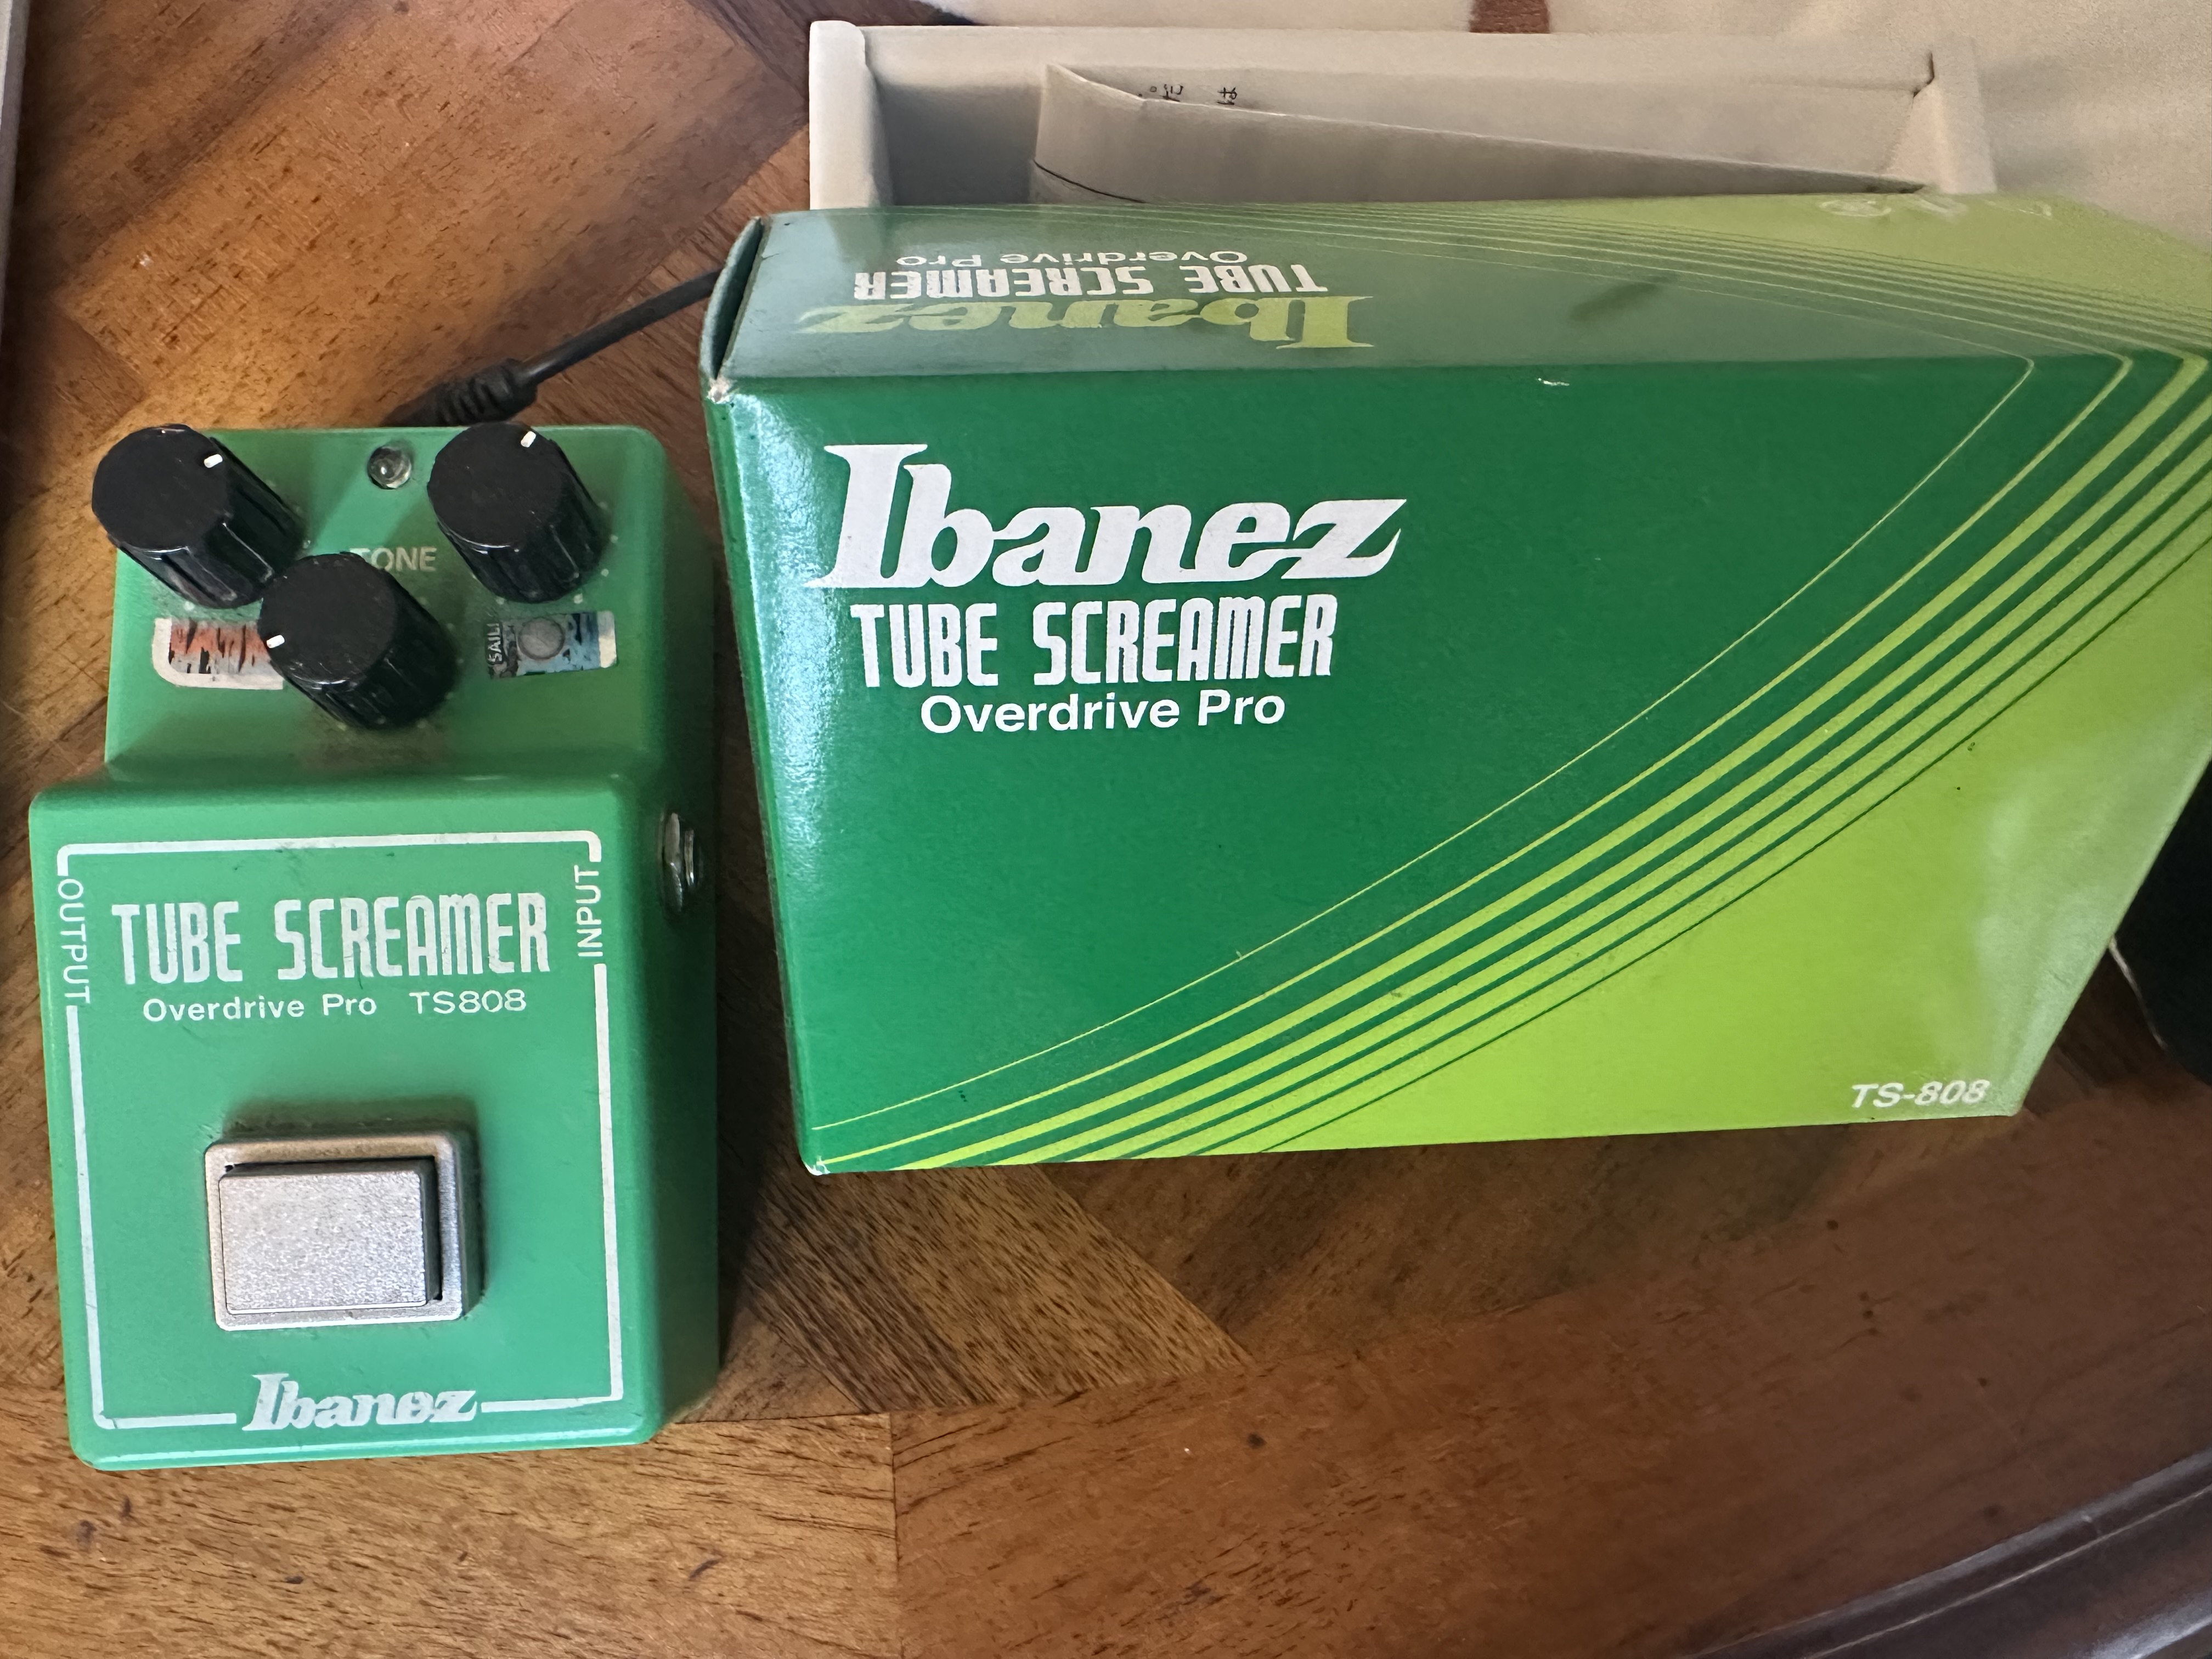 Overdrive Pro
TUBE SCREAMER
Ibanez
Ibanez
TUBE SCREAMER
Overdrive Pro
TS-808
TONE
SAIL
OUTPUT
INPUT
TUBE SCREAMER
Overdrive Pro TS808
Ibanez